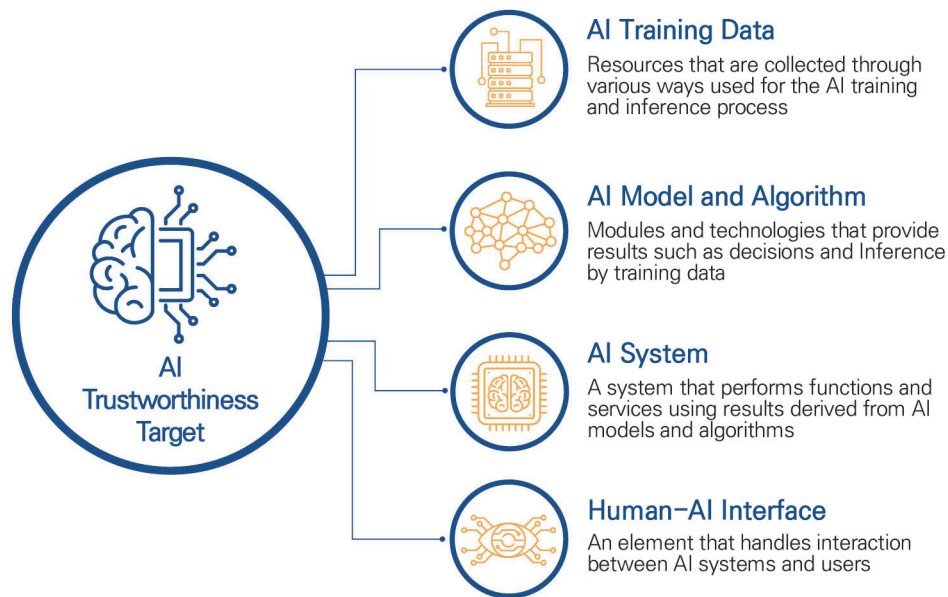 AI Training Data
Resources that are collected through
various ways used for the AI training
and inference process
AI Model and Algorithm
Modules and technologies that provide
results such as decisions and Inference
by training data
AI
Trustworthiness
Target
AI System
A system that performs functions and
services using results derived from AI
models and algorithms
Human-AI Interface
An element that handles interaction
between AI systems and users